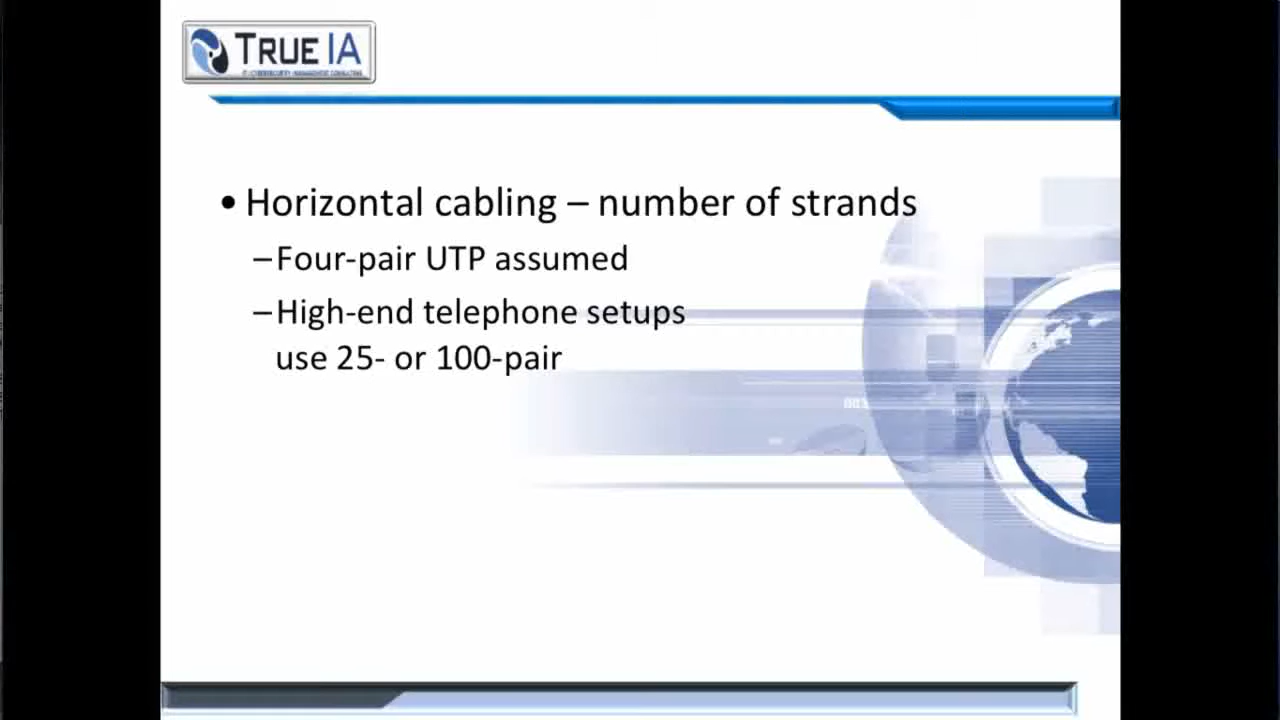 TRUE IA
• Horizontal cabling – number of strands
–Four-pair UTP assumed
–High-end telephone setups
use 25- or 100-pair